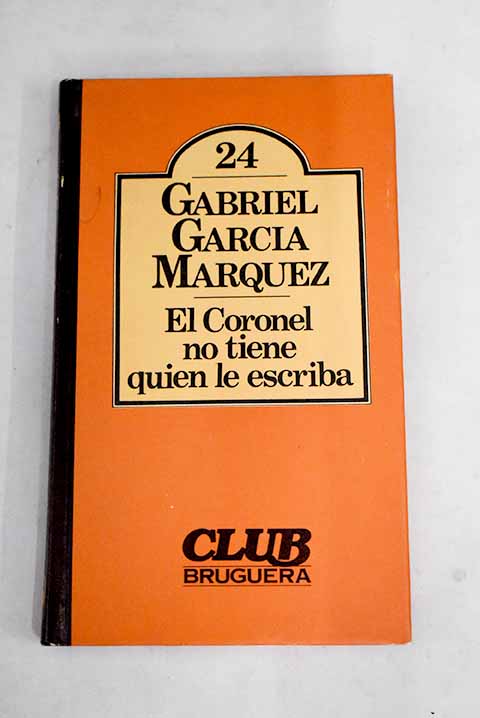 24
GABRIEL
GARCIA
MARQUEZ
El Coronel
no tiene
quien le escriba
CLUB
BRUGUERA